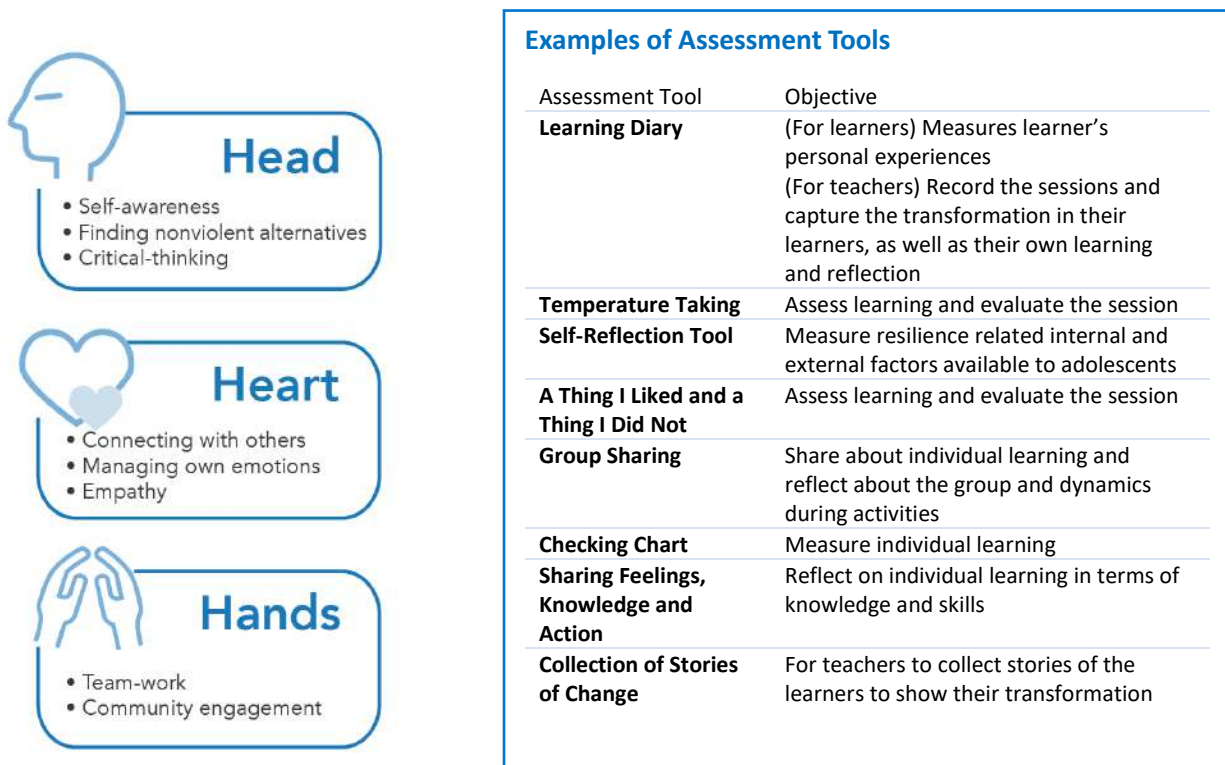 Head
• Self-awareness
• Finding nonviolent alternatives
• Critical-thinking
Heart
• Connecting with others
• Managing own emotions
• Empathy
Hands
• Team-work
• Community engagement
Examples of Assessment Tools
Assessment Tool Objective
Learning Diary (For learners) Measures learner’s
personal experiences
(For teachers) Record the sessions and
capture the transformation in their
learners, as well as their own learning
and reflection
Temperature Taking Assess learning and evaluate the session
Self-Reflection Tool Measure resilience related internal and
external factors available to adolescents
A Thing I Liked and a Assess learning and evaluate the session
Thing I Did Not
Group Sharing Share about individual learning and
reflect about the group and dynamics
during activities
Checking Chart Measure individual learning
Sharing Feelings, Reflect on individual learning in terms of
Knowledge and knowledge and skills
Action
Collection of Stories For teachers to collect stories of the
of Change learners to show their transformation